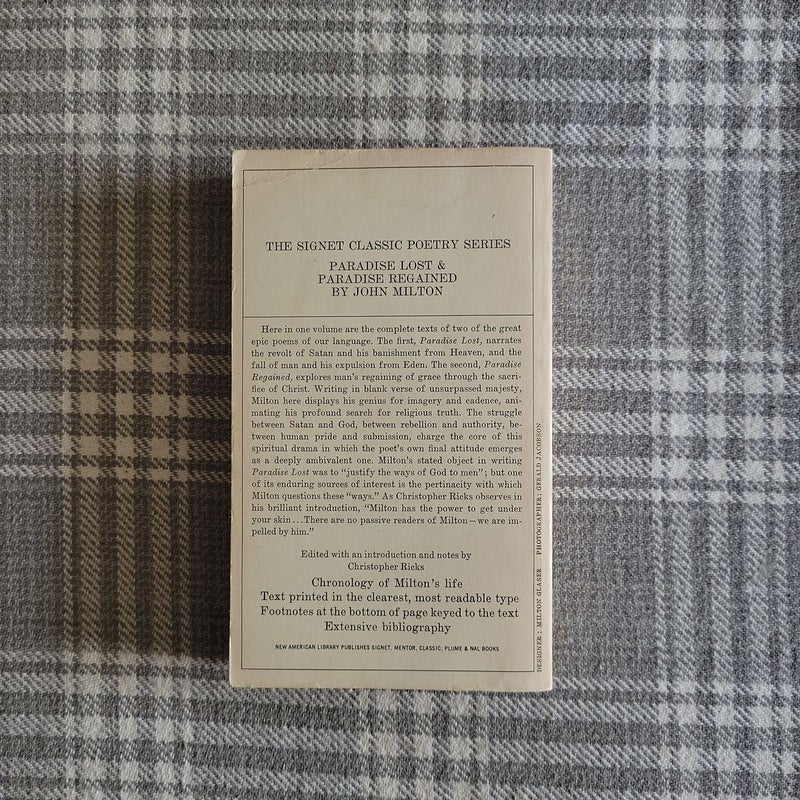 THE SIGNET CLASSIC POETRY SERIES
PARADISE LOST &
PARADISE REGAINED
BY JOHN MILTON
Here in one volume are the complete texts of two of the great
epic poems of our language. The first, Paradise Lost, narrates
the revolt of Satan and his banishment from Heaven, and the
fall of man and his expulsion from Eden. The second, Paradise
Regained, explores man's regaining of grace through the sacri-
fice of Christ. Writing in blank verse of unsurpassed majesty,
Milton here displays his genius for imagery and cadence, ani-
mating his profound search for religious truth. The struggle
between Satan and God, between rebellion and authority, be-
tween human pride and submission, charge the core of this
spiritual drama in which the poet's own final attitude emerges
as a deeply ambivalent one. Milton's stated object in writing
Paradise Lost was to "justify the ways of God to men"; but one
of its enduring sources of interest is the pertinacity with which
Milton questions these "ways." As Christopher Ricks observes in
his brilliant introduction, "Milton has the power to get under
your skin...There are no passive readers of Milton—we are im-
pelled by him."
Edited with an introduction and notes by
Christopher Ricks
Chronology of Milton's life
Text printed in the clearest, most readable type
Footnotes at the bottom of page keyed to the text
Extensive bibliography
NEW AMERICAN LIBRARY PUBLISHES SIGNET, MENTOR, CLASSIC, PLUME & NAL BOOKS
DESIGNER: MILTON GLASER PHOTOGRAPHER: GERALD JACOBSON